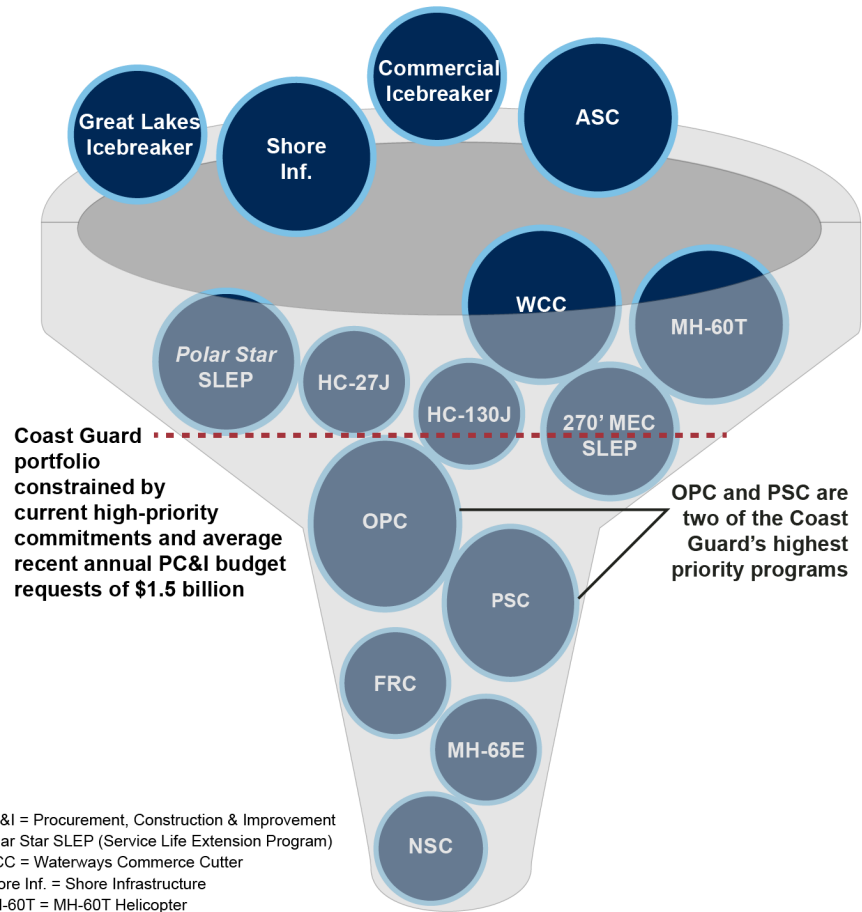 Commercial
Icebreaker
Great Lakes
Icebreaker
Shore
Inf.
ASC
WCC
MH-60T
Polar Star
SLEP
HC-27J
HC-130J
270’ MEC
SLEP
Coast Guard
portfolio
constrained by
current high-priority
commitments and average
recent annual PC&I budget
requests of $1.5 billion
OPC
OPC and PSC are
two of the Coast
Guard’s highest
priority programs
PSC
FRC
MH-65E
NSC
&I = Procurement, Construction & Improvement
ar Star SLEP (Service Life Extension Program)
CC = Waterways Commerce Cutter
ore Inf. = Shore Infrastructure
-60T = MH-60T Helicopter